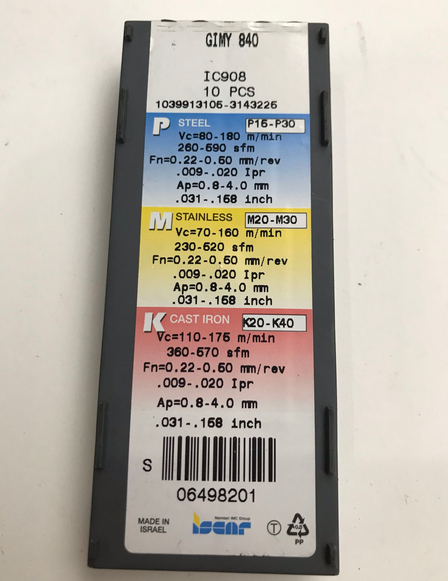 GIMY 840
IC908
10 PCS
1039913105-3143225
P STEEL P15-P30
Vc=80-180 m/min
260-590 sfm
Fn=0.22-0.50 mm/rev
.009-.020 Ipr
Ap=0.8-4.0 mm
.031-.158 inch
M STAINLESS M20-M30
Vc=70-160 m/min
230-520 sfm
Fn=0.22-0.50 mm/rev
.009-.020 Ipr
Ap=0.8-4.0 mm
.031-.158 inch
K CAST IRON K20-K40
Vc=110-175 m/min
360-570 sfm
Fn=0.22-0.50 mm/rev
.009-.020 Ipr
Ap=0.8-4.0 mm
.031-.158 inch
S
06498201
MADE IN
ISRAEL
Member IMC Group
iscar
T
PP